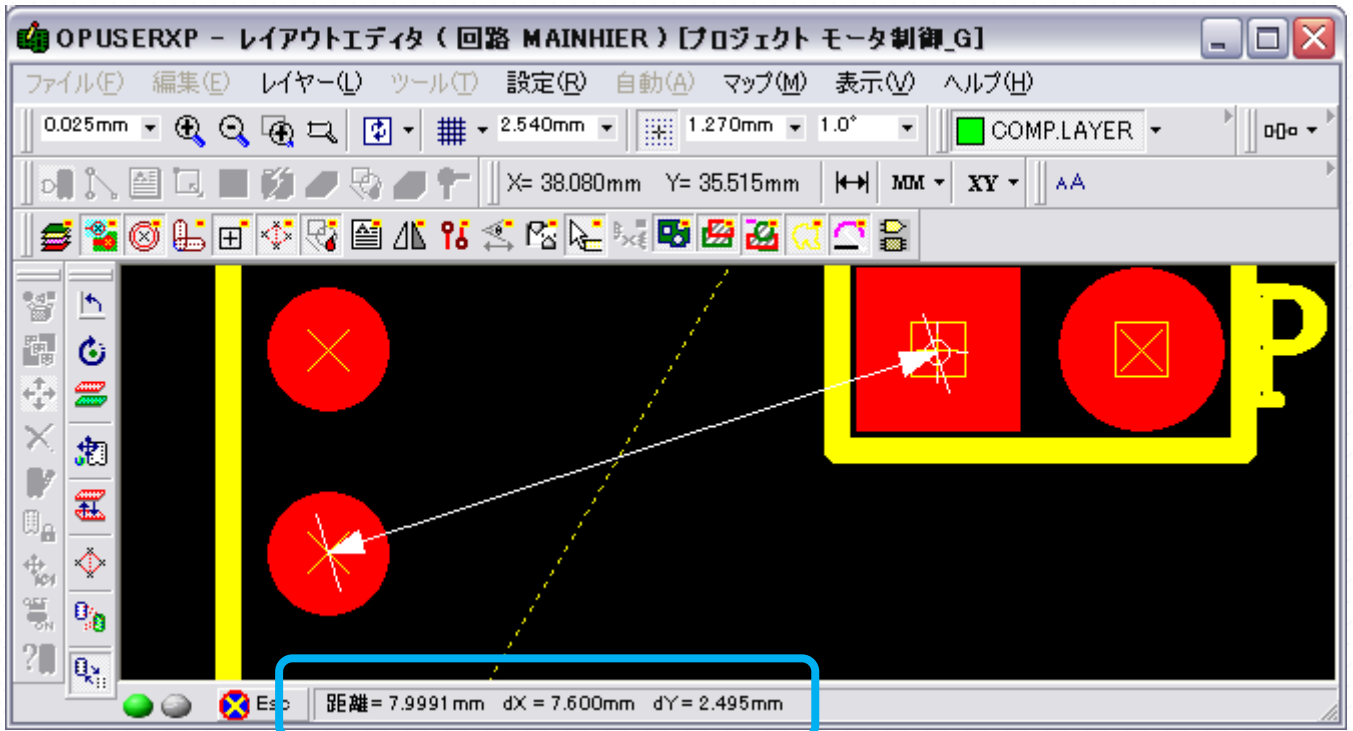 OPUSERXP - レイアウトエディタ ( 回路 MAINHIER ) [プロジェクト モータ制御_G]
ファイル(F) 編集(E) レイヤー(L) ツール(T) 設定(R) 自動(A) マップ(M) 表示(V) ヘルプ(H)
0.025mm 2.540mm 1.270mm 1.0° COMP.LAYER
X= 38.080mm Y= 35.515mm MM XY AA
OFF
ON
Esc 距離= 7.9991 mm dX = 7.600mm dY= 2.495mm